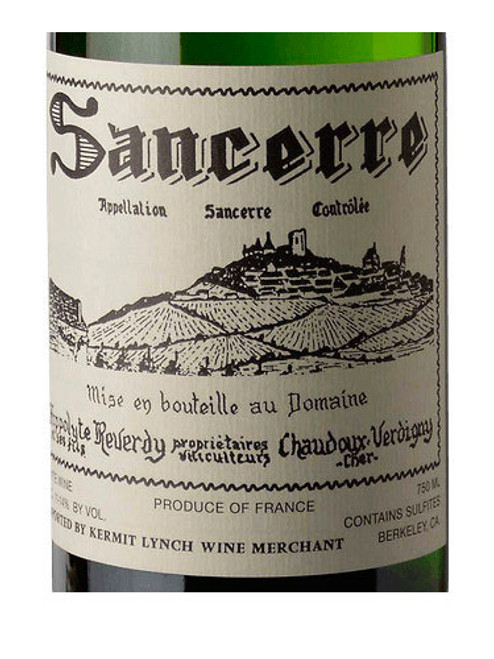 Sancerre
Appellation Sancerre Contrôlée
Mise en bouteille au Domaine
Reverdy propriétaires viticulteurs Chaudoux-Verdigny
-Cher-
WINE 750 ML
% BY VOL. PRODUCE OF FRANCE CONTAINS SULFITES
BY KERMIT LYNCH WINE MERCHANT BERKELEY, CA.